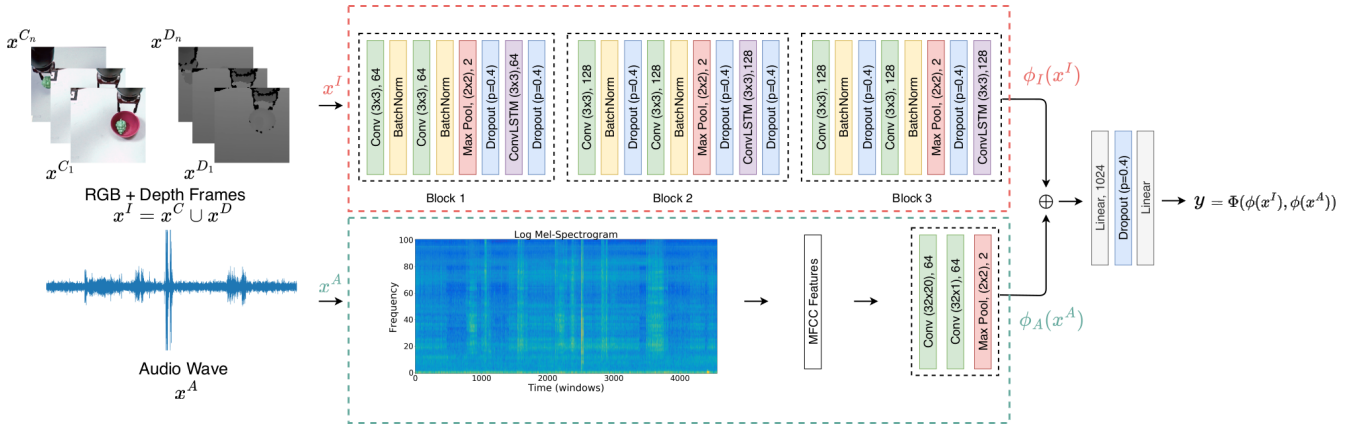 x^{C_n}
x^{D_n}
x^{C_1}
x^{D_1}
RGB + Depth Frames
x^I = x^C ∪ x^D
x^I
Conv (3x3), 64
BatchNorm
Conv (3x3), 64
BatchNorm
Max Pool, (2x2), 2
Dropout (p=0.4)
ConvLSTM (3x3),64
Dropout (p=0.4)
Block 1
Conv (3x3), 128
BatchNorm
Dropout (p=0.4)
Conv (3x3), 128
BatchNorm
Max Pool, (2x2), 2
Dropout (p=0.4)
ConvLSTM (3x3),128
Dropout (p=0.4)
Block 2
Conv (3x3), 128
BatchNorm
Dropout (p=0.4)
Conv (3x3), 128
BatchNorm
Max Pool, (2x2), 2
Dropout (p=0.4)
ConvLSTM (3x3),128
Block 3
ϕ_I(x^I)
Audio Wave
x^A
x^A
Log Mel-Spectrogram
Frequency
100
80
60
40
20
0
0
1000
2000
3000
4000
Time (windows)
MFCC Features
Conv (32x20), 64
Conv (32x1), 64
Max Pool, (2x2), 2
ϕ_A(x^A)
⊕
Linear, 1024
Dropout (p=0.4)
Linear
y = Φ(ϕ(x^I), ϕ(x^A))